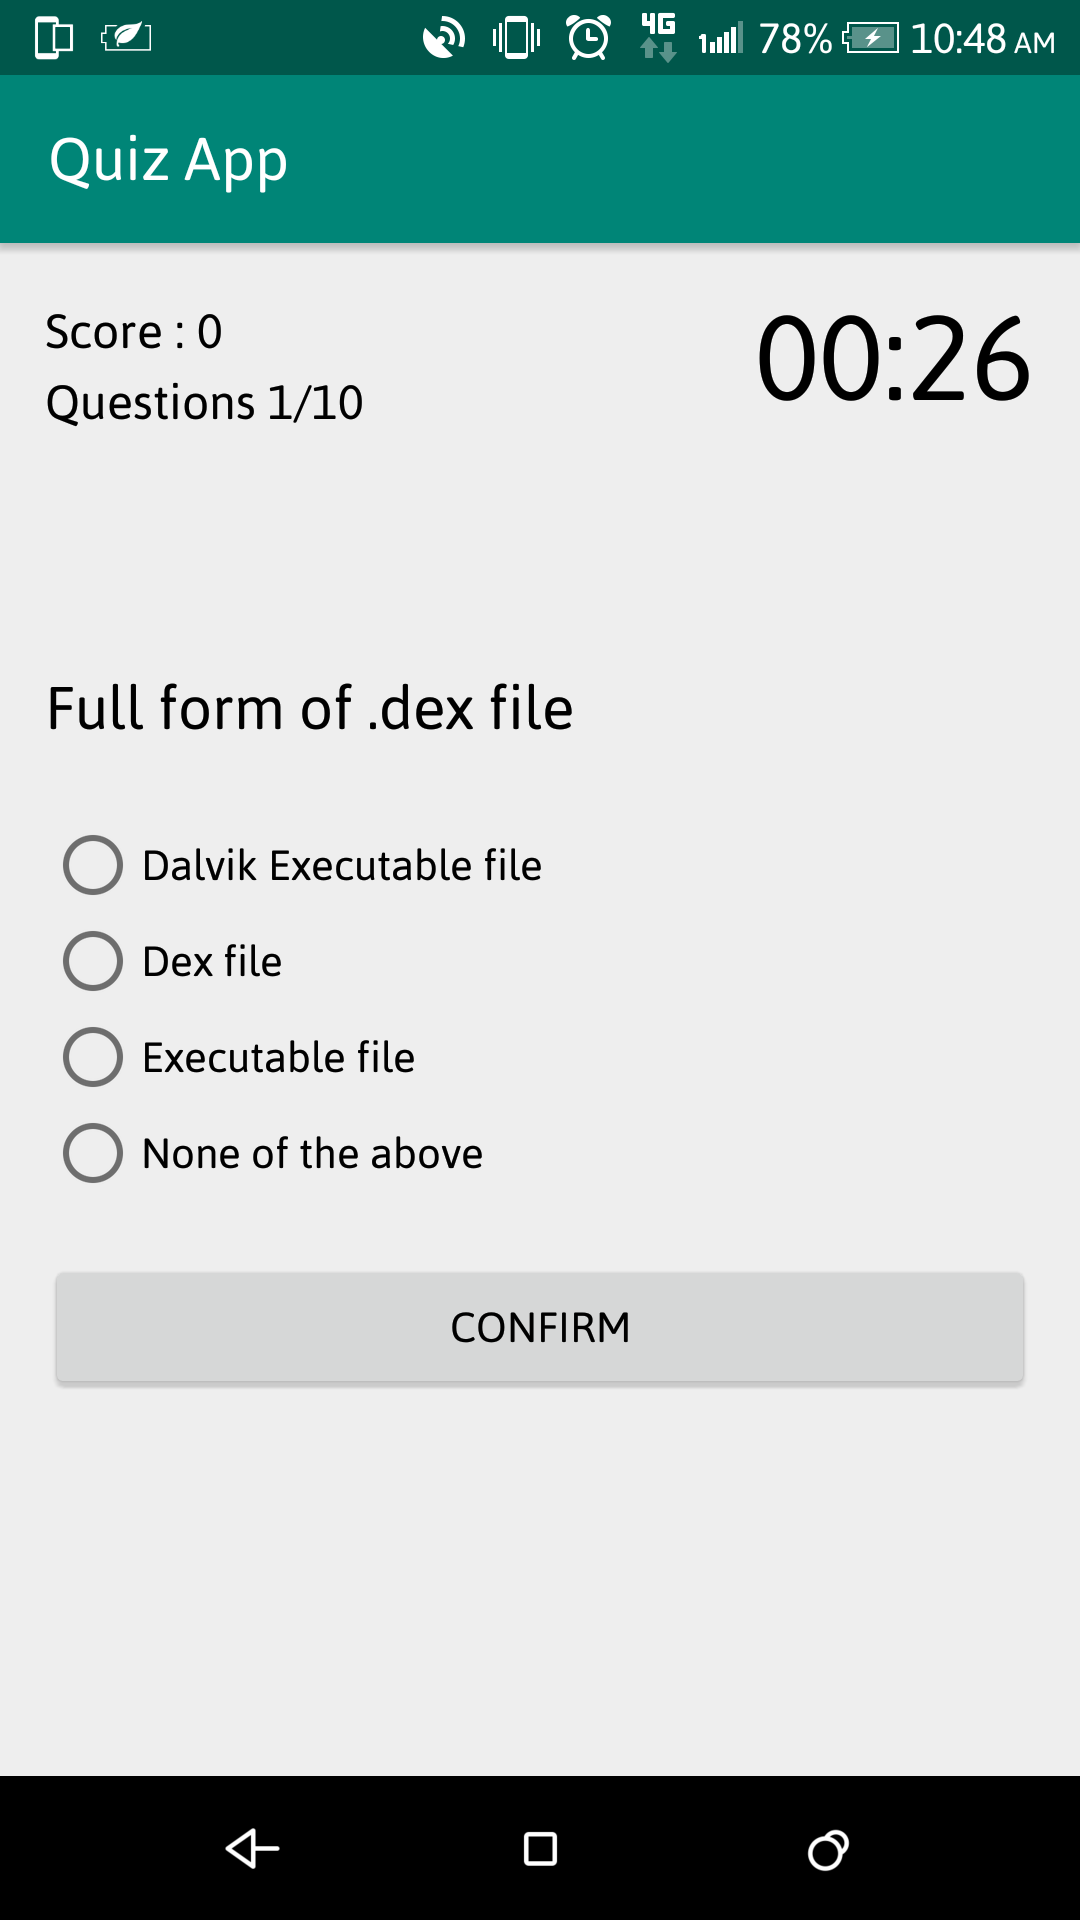 4G 78% 10:48 AM
Quiz App
Score : 0
00:26
Questions 1/10
Full form of .dex file
Dalvik Executable file
Dex file
Executable file
None of the above
CONFIRM